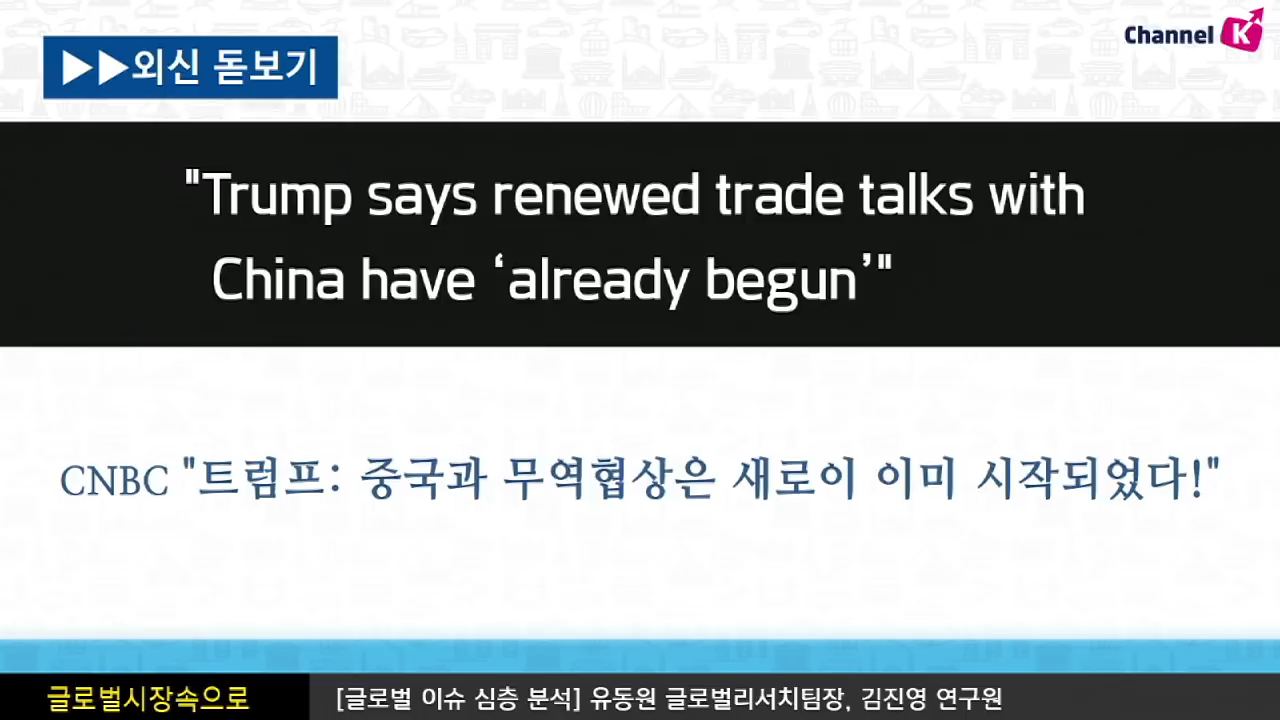 Channel K
▶▶외신 돋보기
"Trump says renewed trade talks with
China have ‘already begun’"
CNBC "트럼프: 중국과 무역협상은 새로이 이미 시작되었다!"
글로벌시장속으로
[글로벌 이슈 심층 분석] 유동원 글로벌리서치팀장, 김진영 연구원